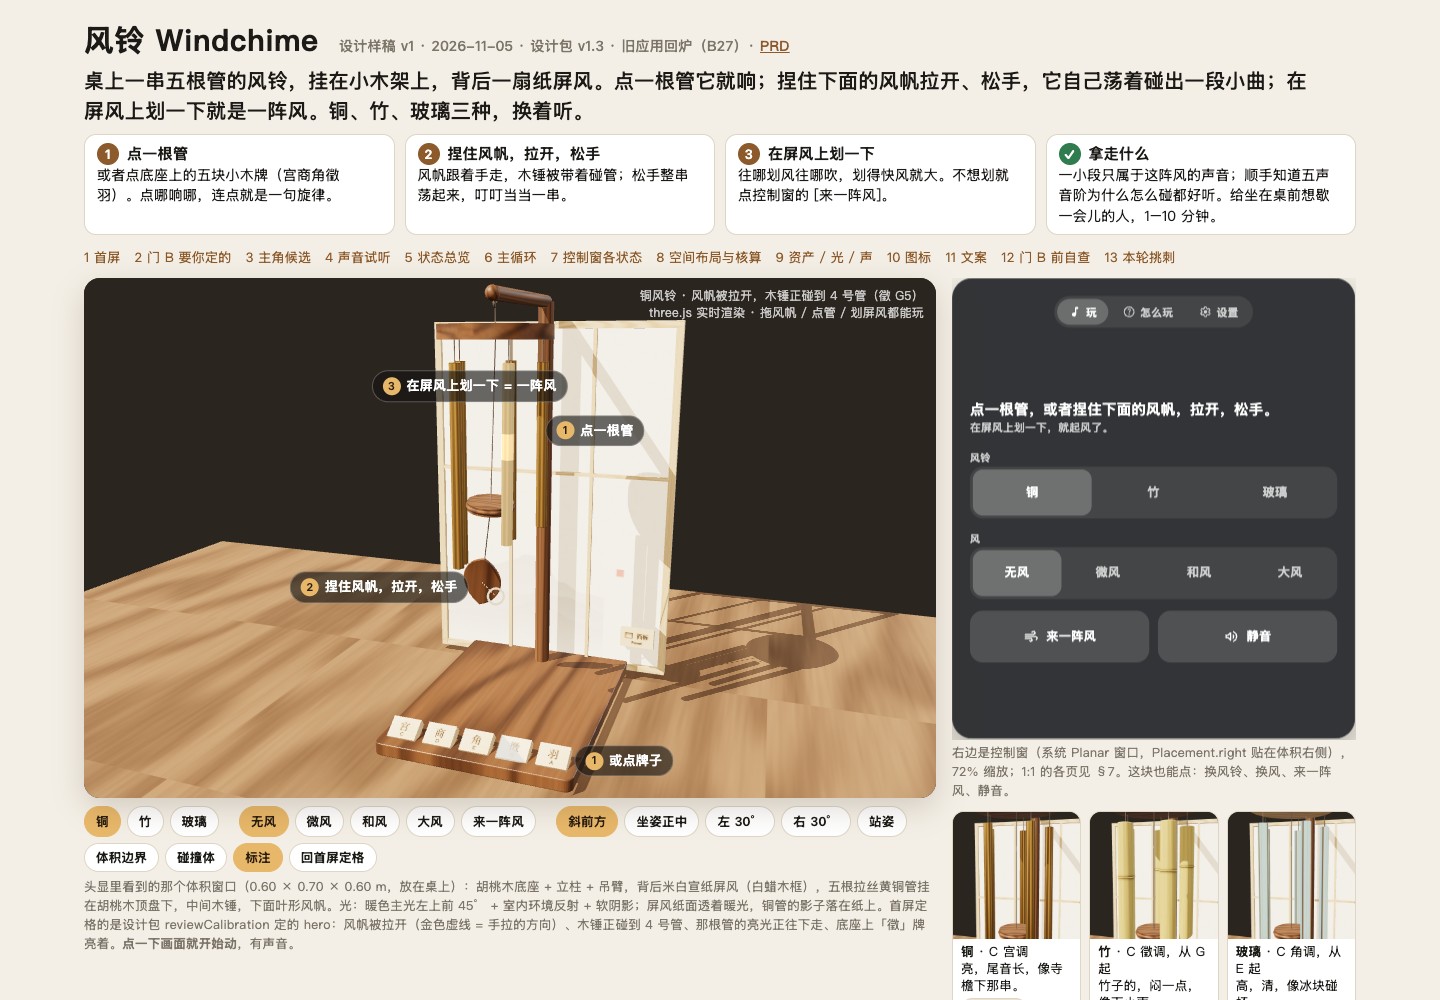 风铃 Windchime 设计样稿 v1 · 2026-11-05 · 设计包 v1.3 · 旧应用回炉（B27）· PRD
桌上一串五根管的风铃，挂在小木架上，背后一扇纸屏风。点一根管它就响；捏住下面的风帆拉开、松手，它自己荡着碰出一段小曲；在
屏风上划一下就是一阵风。铜、竹、玻璃三种，换着听。
1 点一根管
或者点底座上的五块小木牌（宫商角徵
羽）。点哪响哪，连点就是一句旋律。
2 捏住风帆，拉开，松手
风帆跟着手走，木锤被带着碰管；松手整串
荡起来，叮叮当当一串。
3 在屏风上划一下
往哪划风往哪吹，划得快风就大。不想划就
点控制窗的 [来一阵风]。
拿走什么
一小段只属于这阵风的声音；顺手知道五声
音阶为什么怎么碰都好听。给坐在桌前想歇
一会儿的人，1—10 分钟。
1 首屏 2 门 B 要你定的 3 主角候选 4 声音试听 5 状态总览 6 主循环 7 控制窗各状态 8 空间布局与核算 9 资产 / 光 / 声 10 图标 11 文案 12 门 B 前自查 13 本轮挑刺
铜风铃 · 风帆被拉开，木锤正碰到 4 号管（徵 G5）
three.js 实时渲染 · 拖风帆 / 点管 / 划屏风都能玩
3 在屏风上划一下 = 一阵风
1 点一根管
2 捏住风帆，拉开，松手
宫
商
角
徵
羽
1 或点牌子
玩 怎么玩 设置
点一根管，或者捏住下面的风帆，拉开，松手。
在屏风上划一下，就起风了。
风铃
铜 竹 玻璃
风
无风 微风 和风 大风
来一阵风 静音
右边是控制窗（系统 Planar 窗口，Placement.right 贴在体积右侧），
72% 缩放；1:1 的各页见 §7。这块也能点：换风铃、换风、来一阵
风、静音。
铜 竹 玻璃 无风 微风 和风 大风 来一阵风 斜前方 坐姿正中 左 30° 右 30° 站姿
体积边界 碰撞体 标注 回首屏定格
头显里看到的那个体积窗口（0.60 × 0.70 × 0.60 m，放在桌上）：胡桃木底座 + 立柱 + 吊臂，背后米白宣纸屏风（白蜡木框），五根拉丝黄铜管挂
在胡桃木顶盘下，中间木锤，下面叶形风帆。光：暖色主光左上前 45° + 室内环境反射 + 软阴影；屏风纸面透着暖光，铜管的影子落在纸上。首屏定
格的是设计包 reviewCalibration 定的 hero：风帆被拉开（金色虚线 = 手拉的方向）、木锤正碰到 4 号管、那根管的亮光正往下走、底座上「徵」牌
亮着。点一下画面就开始动，有声音。
铜 · C 宫调
亮，尾音长，像寺
檐下那串。
竹 · C 徵调，从 G
起
竹子的，闷一点，
玻璃 · C 角调，从
E 起
高，清，像冰块碰